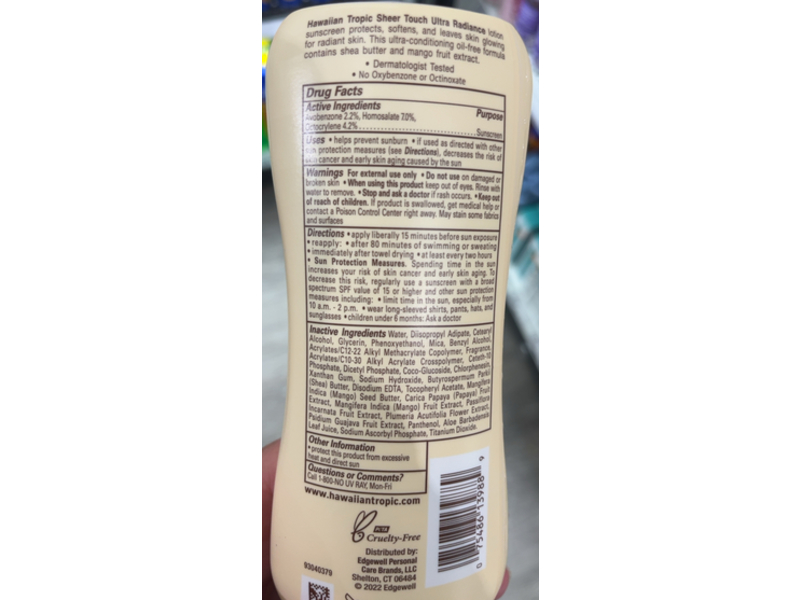 Hawaiian Tropic Sheer Touch Ultra Radiance lotion
sunscreen protects, softens, and leaves skin glowing
for radiant skin. This ultra-conditioning oil-free formula
contains shea butter and mango fruit extract.
• Dermatologist Tested
• No Oxybenzone or Octinoxate
Drug Facts
Active Ingredients Purpose
Avobenzone 2.2%, Homosalate 7.0%,
Octocrylene 4.2% Sunscreen
Uses • helps prevent sunburn • if used as directed with other
sun protection measures (see Directions), decreases the risk of
skin cancer and early skin aging caused by the sun
Warnings For external use only • Do not use on damaged or
broken skin • When using this product keep out of eyes. Rinse with
water to remove. • Stop and ask a doctor if rash occurs. • Keep out
of reach of children. If product is swallowed, get medical help or
contact a Poison Control Center right away. May stain some fabrics
and surfaces
Directions • apply liberally 15 minutes before sun exposure
• reapply: • after 80 minutes of swimming or sweating
• immediately after towel drying • at least every two hours
• Sun Protection Measures. Spending time in the sun
increases your risk of skin cancer and early skin aging. To
decrease this risk, regularly use a sunscreen with a broad
spectrum SPF value of 15 or higher and other sun protection
measures including: • limit time in the sun, especially from
10 a.m. - 2 p.m. • wear long-sleeved shirts, pants, hats, and
sunglasses • children under 6 months: Ask a doctor
Inactive Ingredients Water, Diisopropyl Adipate, Cetearyl
Alcohol, Glycerin, Phenoxyethanol, Mica, Benzyl Alcohol,
Acrylates/C12-22 Alkyl Methacrylate Copolymer, Fragrance,
Acrylates/C10-30 Alkyl Acrylate Crosspolymer, Ceteth-10
Phosphate, Dicetyl Phosphate, Coco-Glucoside, Chlorphenesin,
Xanthan Gum, Sodium Hydroxide, Butyrospermum Parkii
(Shea) Butter, Disodium EDTA, Tocopheryl Acetate, Mangifera
Indica (Mango) Seed Butter, Carica Papaya (Papaya) Fruit
Extract, Mangifera Indica (Mango) Fruit Extract, Passiflora
Incarnata Fruit Extract, Plumeria Acutifolia Flower Extract,
Psidium Guajava Fruit Extract, Panthenol, Aloe Barbadensis
Leaf Juice, Sodium Ascorbyl Phosphate, Titanium Dioxide.
Other Information
• protect this product from excessive
heat and direct sun
Questions or Comments?
Call 1-800-NO UV RAY, Mon-Fri
www.hawaiiantropic.com
PETA
Cruelty-Free
Distributed by:
Edgewell Personal
Care Brands, LLC
Shelton, CT 06484
© 2022 Edgewell
93040379
0 75486 13988 9